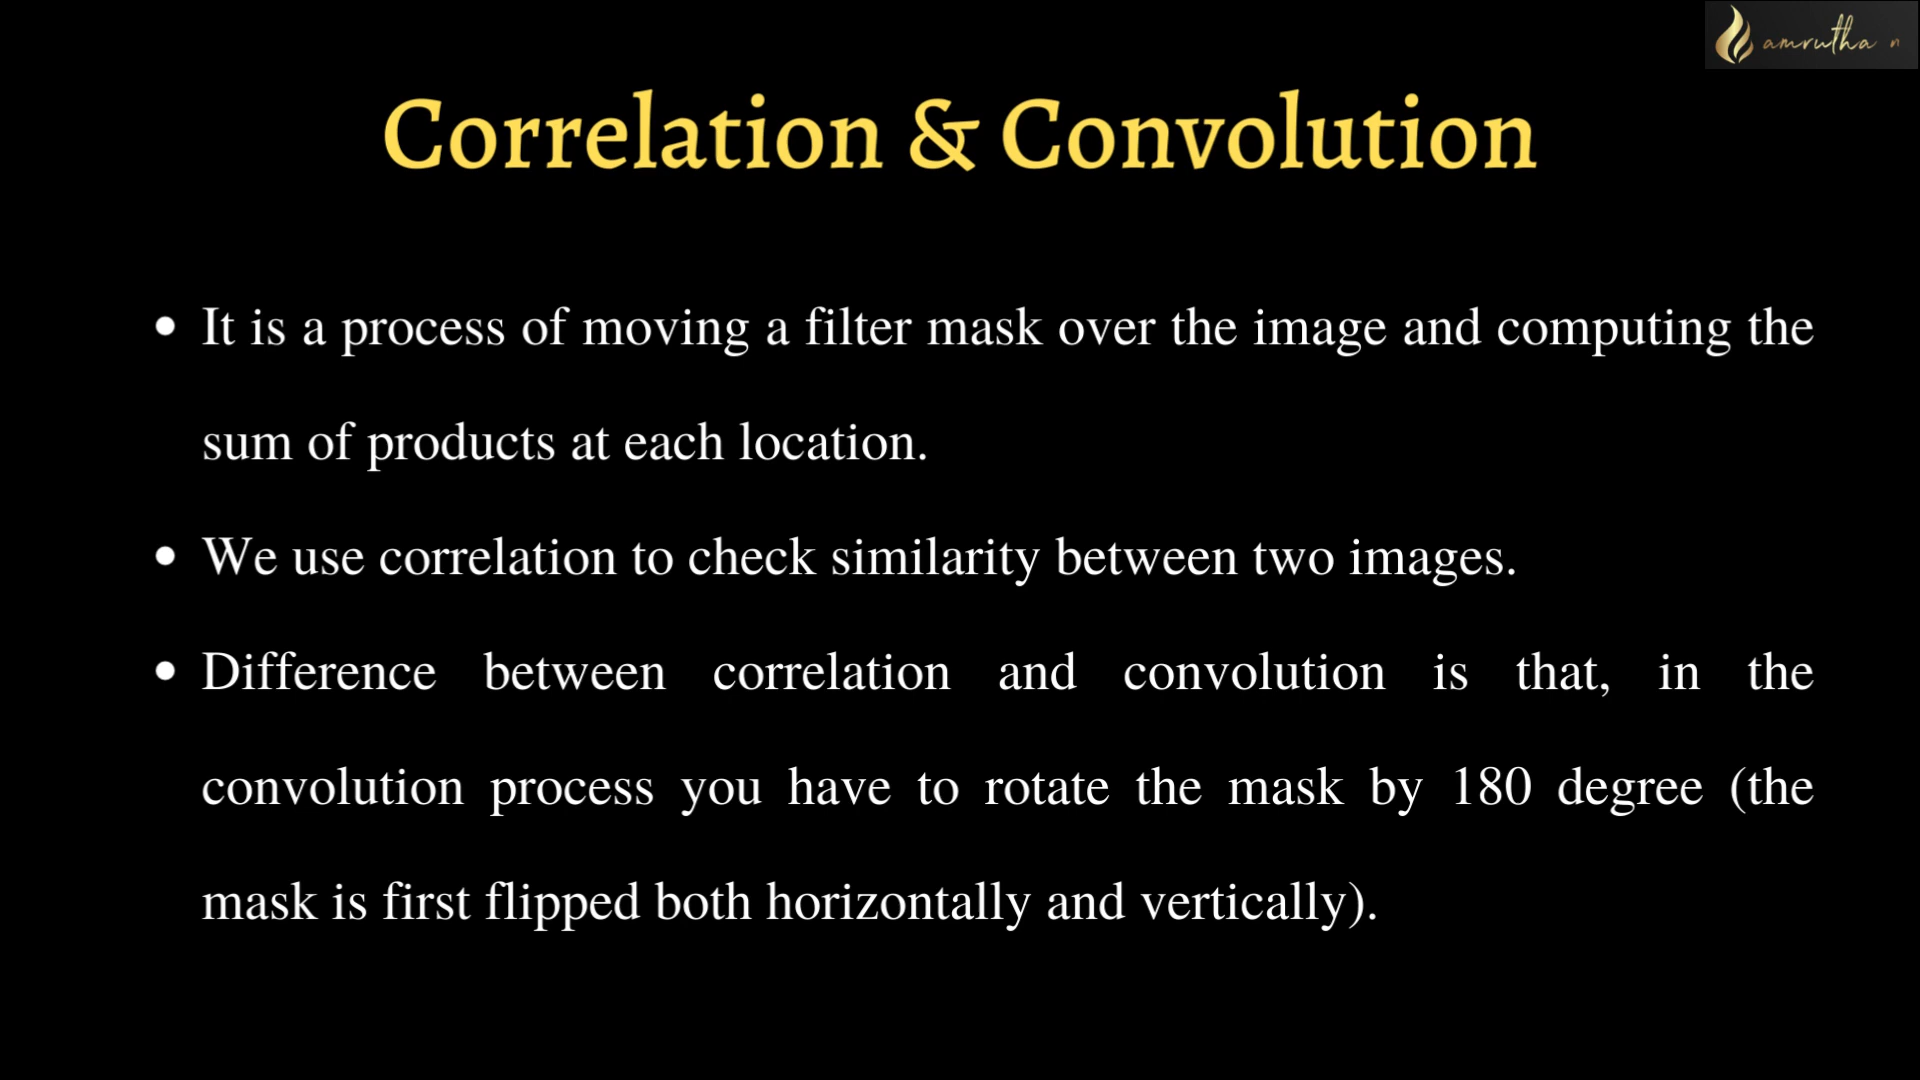 amrutha n
Correlation & Convolution
• It is a process of moving a filter mask over the image and computing the
sum of products at each location.
• We use correlation to check similarity between two images.
• Difference between correlation and convolution is that, in the
convolution process you have to rotate the mask by 180 degree (the
mask is first flipped both horizontally and vertically).